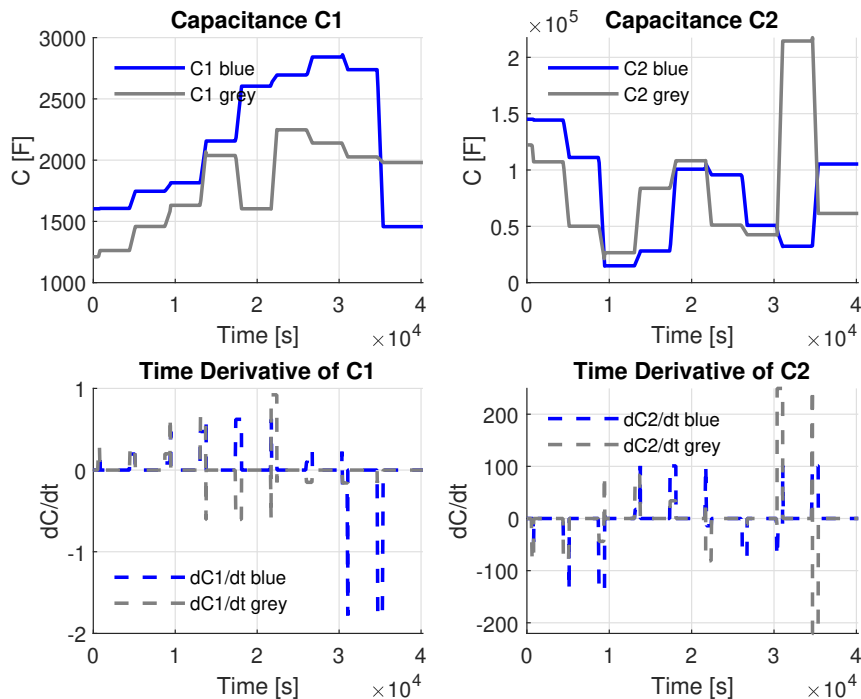 Capacitance C1
3000
2500
2000
1500
1000
C [F]
C1 blue
C1 grey
0 1 2 3 4
Time [s]
×10^4
Capacitance C2
×10^5
2
1.5
1
0.5
0
C [F]
C2 blue
C2 grey
0 1 2 3 4
Time [s]
×10^4
Time Derivative of C1
1
0
-1
-2
dC/dt
dC1/dt blue
dC1/dt grey
0 1 2 3 4
Time [s]
×10^4
Time Derivative of C2
200
100
0
-100
-200
dC/dt
dC2/dt blue
dC2/dt grey
0 1 2 3 4
Time [s]
×10^4